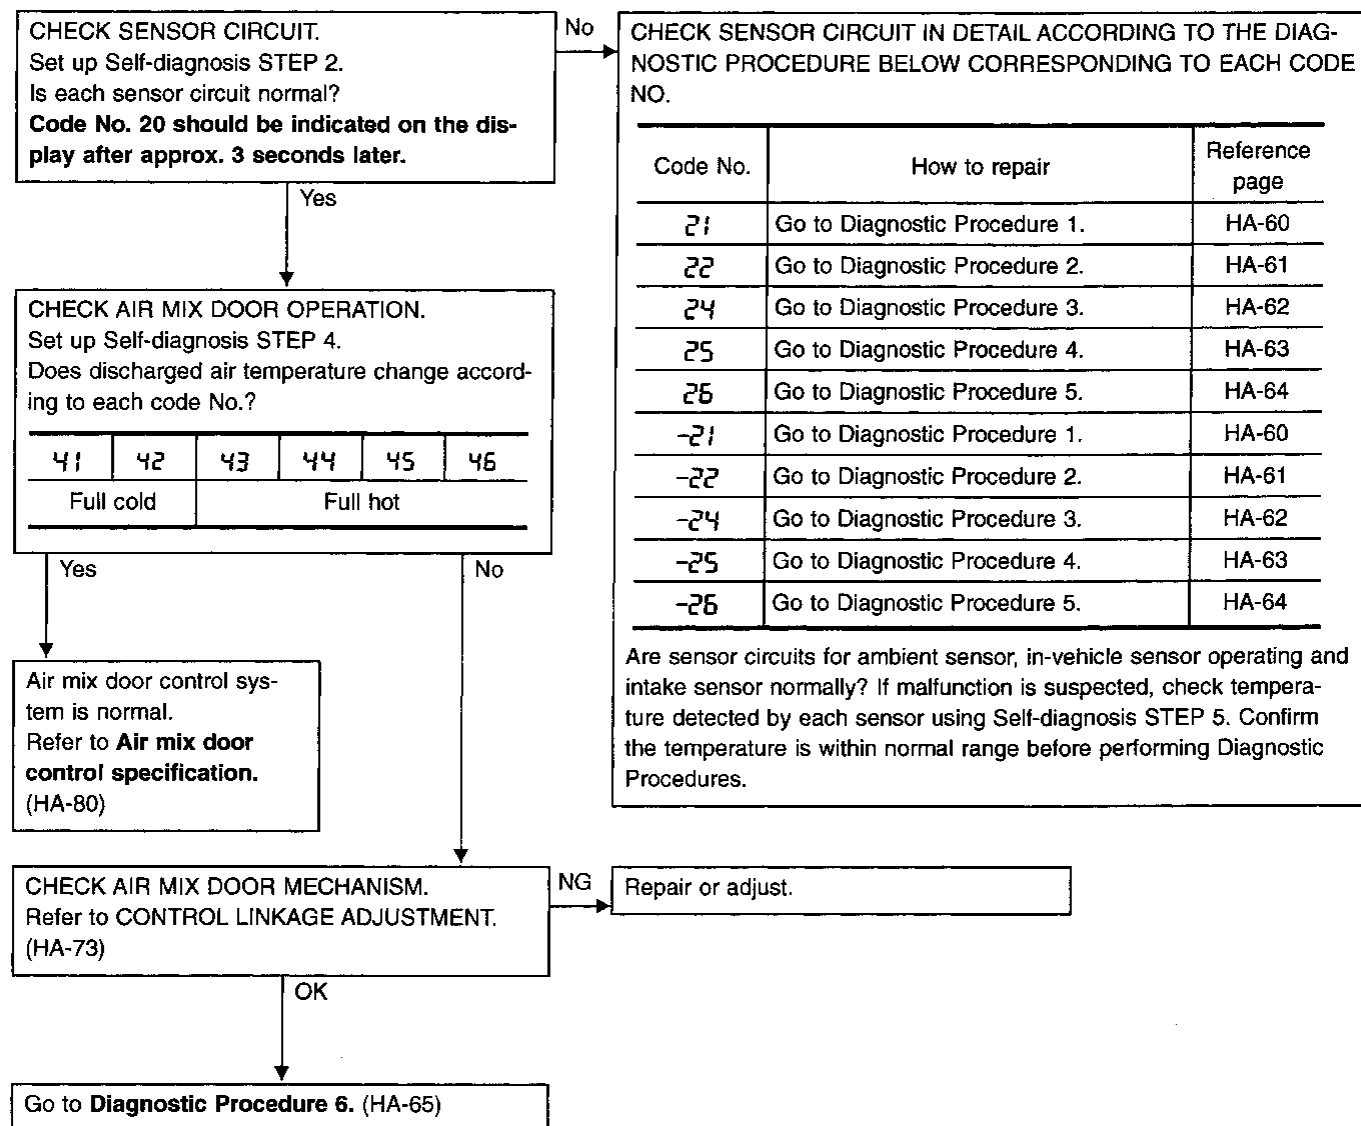 CHECK SENSOR CIRCUIT.
Set up Self-diagnosis STEP 2.
Is each sensor circuit normal?
Code No. 20 should be indicated on the dis-
play after approx. 3 seconds later.
No
Yes
CHECK SENSOR CIRCUIT IN DETAIL ACCORDING TO THE DIAG-
NOSTIC PROCEDURE BELOW CORRESPONDING TO EACH CODE
NO.
Code No. How to repair Reference page
21 Go to Diagnostic Procedure 1. HA-60
22 Go to Diagnostic Procedure 2. HA-61
24 Go to Diagnostic Procedure 3. HA-62
25 Go to Diagnostic Procedure 4. HA-63
26 Go to Diagnostic Procedure 5. HA-64
-21 Go to Diagnostic Procedure 1. HA-60
-22 Go to Diagnostic Procedure 2. HA-61
-24 Go to Diagnostic Procedure 3. HA-62
-25 Go to Diagnostic Procedure 4. HA-63
-26 Go to Diagnostic Procedure 5. HA-64
Are sensor circuits for ambient sensor, in-vehicle sensor operating and
intake sensor normally? If malfunction is suspected, check tempera-
ture detected by each sensor using Self-diagnosis STEP 5. Confirm
the temperature is within normal range before performing Diagnostic
Procedures.
CHECK AIR MIX DOOR OPERATION.
Set up Self-diagnosis STEP 4.
Does discharged air temperature change accord-
ing to each code No.?
41 42 43 44 45 46
Full cold Full hot
Yes
No
Air mix door control sys-
tem is normal.
Refer to Air mix door
control specification.
(HA-80)
CHECK AIR MIX DOOR MECHANISM.
Refer to CONTROL LINKAGE ADJUSTMENT.
(HA-73)
NG
Repair or adjust.
OK
Go to Diagnostic Procedure 6. (HA-65)